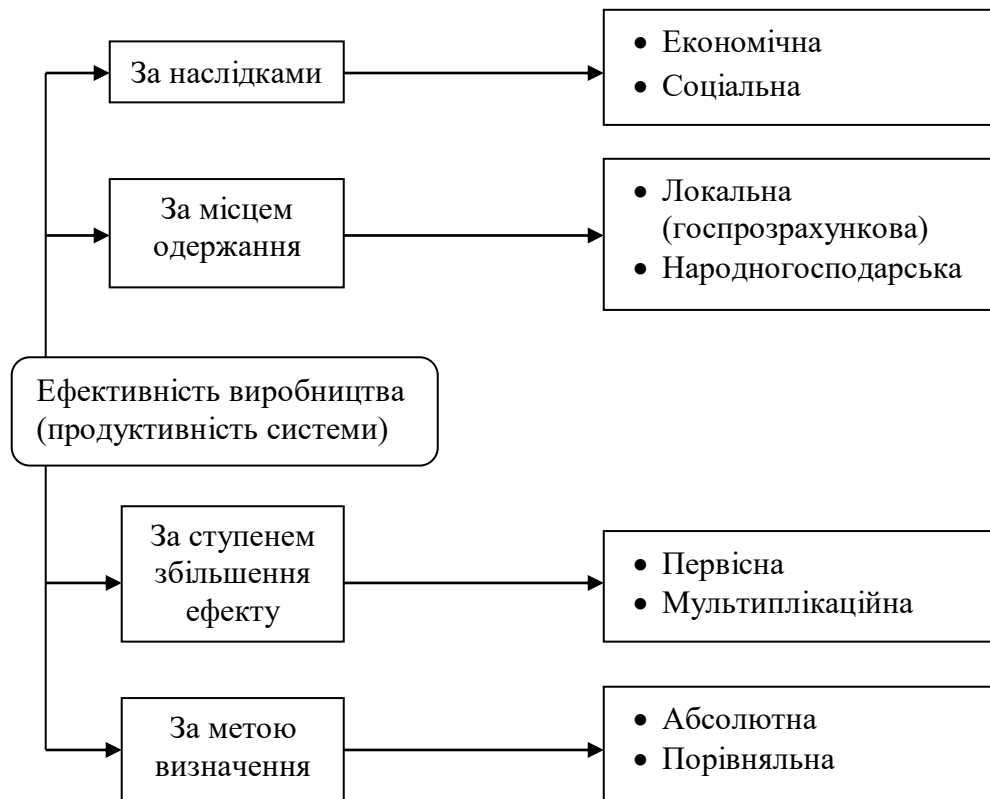 За наслідками
• Економічна
• Соціальна
За місцем
одержання
• Локальна
(госпрозрахункова)
• Народногосподарська
Ефективність виробництва
(продуктивність системи)
За ступенем
збільшення
ефекту
• Первісна
• Мультиплікаційна
За метою
визначення
• Абсолютна
• Порівняльна